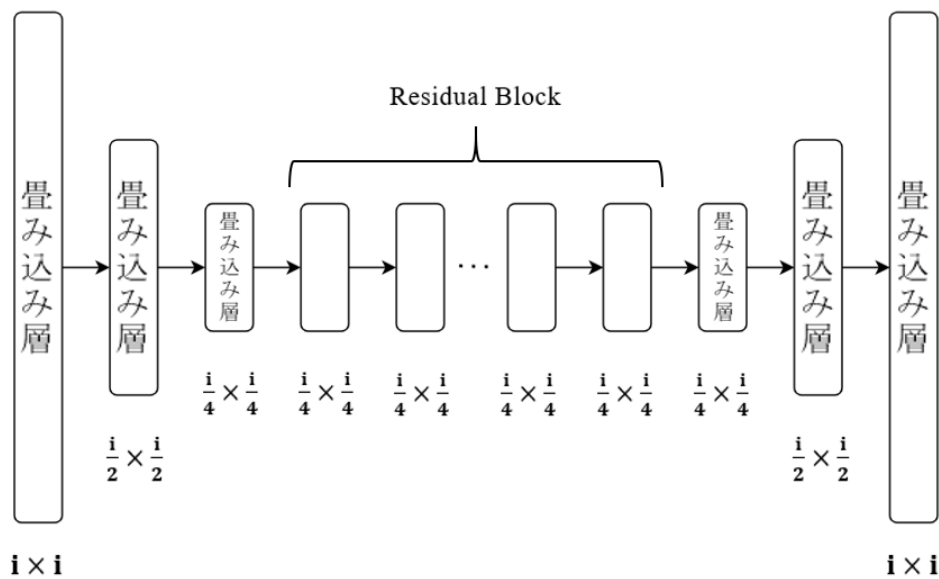 Residual Block
畳み込み層
畳み込み層
畳み込み層
…
畳み込み層
畳み込み層
畳み込み層
i/4 × i/4
i/4 × i/4
i/4 × i/4
i/4 × i/4
i/4 × i/4
i/4 × i/4
i/2 × i/2
i/2 × i/2
i × i
i × i